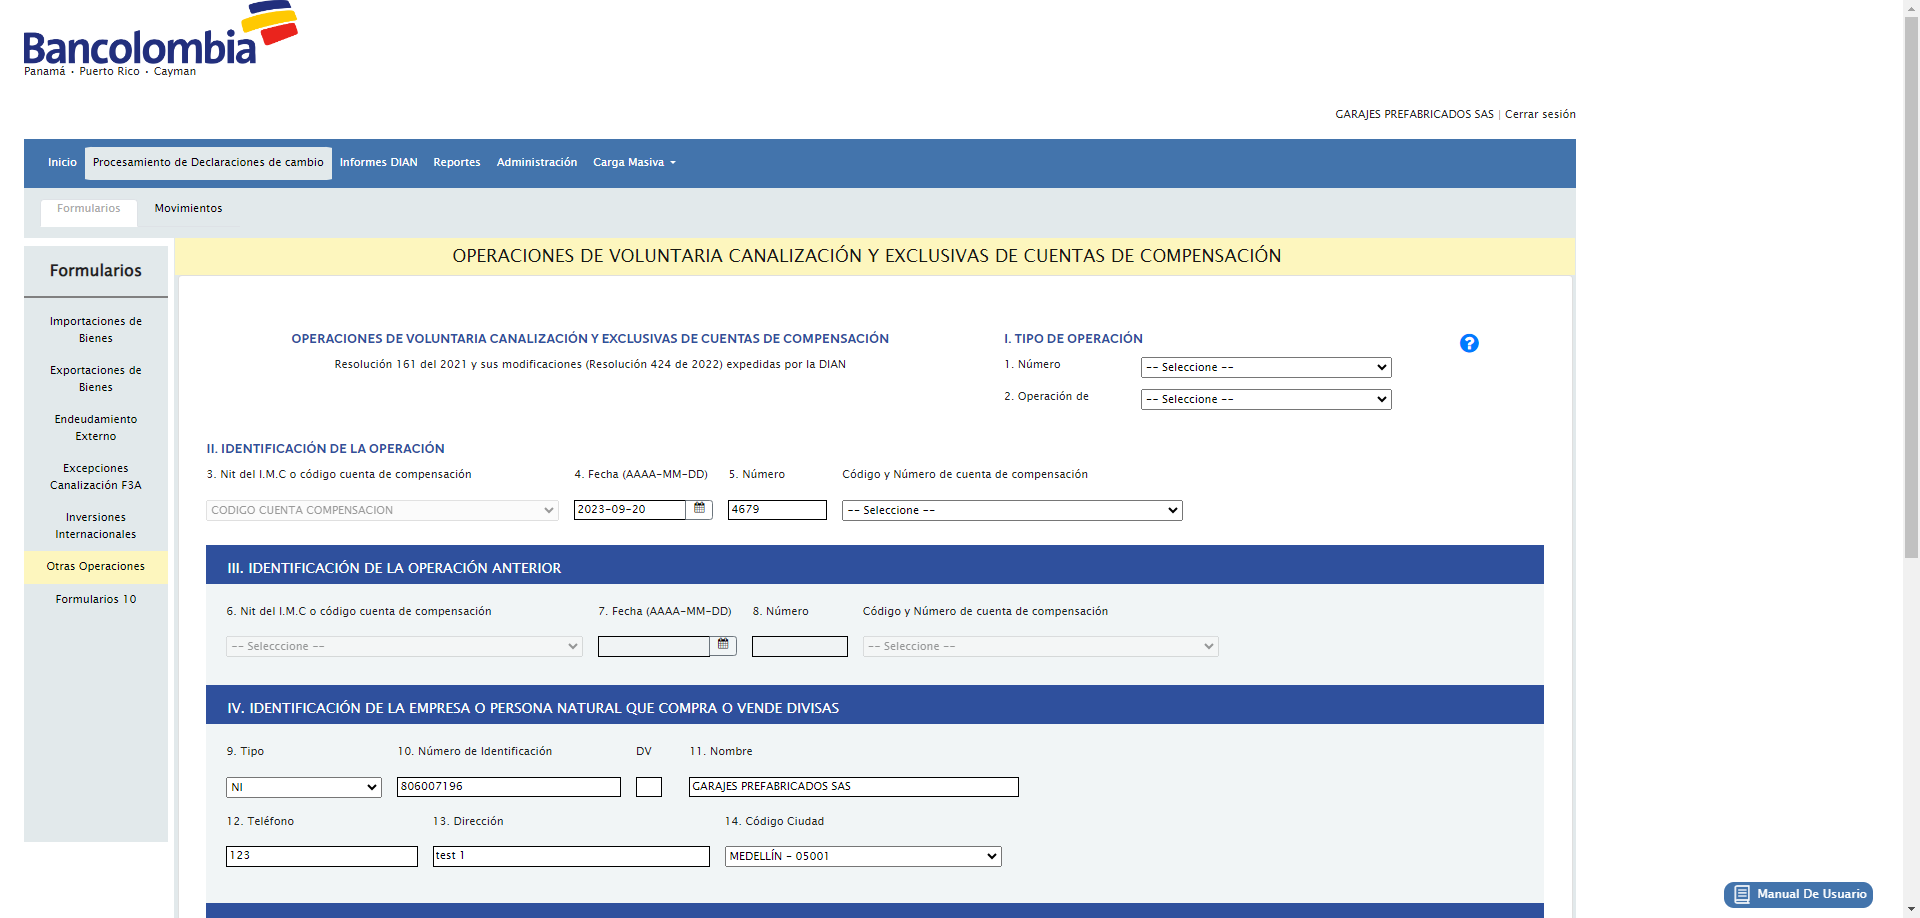 Bancolombia
Panamá • Puerto Rico • Cayman
GARAJES PREFABRICADOS SAS | Cerrar sesión
Inicio Procesamiento de Declaraciones de cambio Informes DIAN Reportes Administración Carga Masiva
Formularios Movimientos
Formularios
Importaciones de
Bienes
Exportaciones de
Bienes
Endeudamiento
Externo
Excepciones
Canalización F3A
Inversiones
Internacionales
Otras Operaciones
Formularios 10
OPERACIONES DE VOLUNTARIA CANALIZACIÓN Y EXCLUSIVAS DE CUENTAS DE COMPENSACIÓN
OPERACIONES DE VOLUNTARIA CANALIZACIÓN Y EXCLUSIVAS DE CUENTAS DE COMPENSACIÓN
Resolución 161 del 2021 y sus modificaciones (Resolución 424 de 2022) expedidas por la DIAN
I. TIPO DE OPERACIÓN
?
1. Número -- Seleccione --
2. Operación de -- Seleccione --
II. IDENTIFICACIÓN DE LA OPERACIÓN
3. Nit del I.M.C o código cuenta de compensación 4. Fecha (AAAA-MM-DD) 5. Número Código y Número de cuenta de compensación
CODIGO CUENTA COMPENSACION 2023-09-20 4679 -- Seleccione --
III. IDENTIFICACIÓN DE LA OPERACIÓN ANTERIOR
6. Nit del I.M.C o código cuenta de compensación 7. Fecha (AAAA-MM-DD) 8. Número Código y Número de cuenta de compensación
-- Selecccione -- -- Seleccione --
IV. IDENTIFICACIÓN DE LA EMPRESA O PERSONA NATURAL QUE COMPRA O VENDE DIVISAS
9. Tipo 10. Número de Identificación DV 11. Nombre
NI 806007196 GARAJES PREFABRICADOS SAS
12. Teléfono 13. Dirección 14. Código Ciudad
123 test 1 MEDELLÍN - 05001
Manual De Usuario